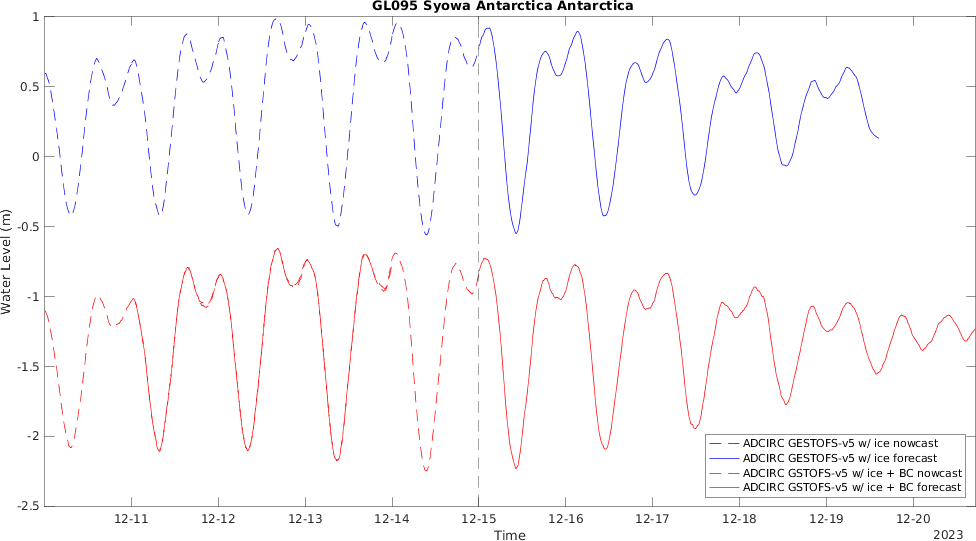 GL095 Syowa Antarctica Antarctica
1
0.5
0
-0.5
-1
-1.5
-2
-2.5
Water Level (m)
12-11 12-12 12-13 12-14 12-15 12-16 12-17 12-18 12-19 12-20
Time
2023
ADCIRC GESTOFS-v5 w/ ice nowcast
ADCIRC GESTOFS-v5 w/ ice forecast
ADCIRC GSTOFS-v5 w/ ice + BC nowcast
ADCIRC GSTOFS-v5 w/ ice + BC forecast